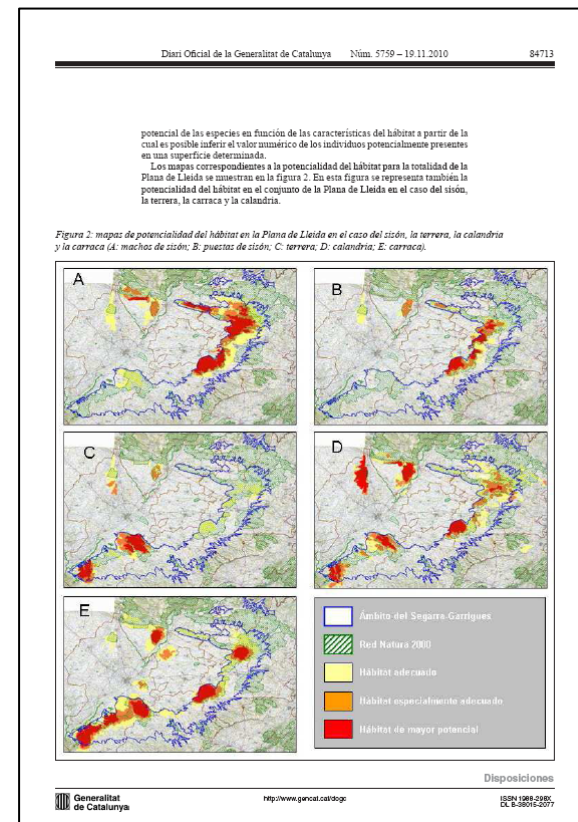 Diari Oficial de la Generalitat de Catalunya Núm. 5759 – 19.11.2010 84713
potencial de las especies en función de las características del hábitat a partir de la
cual es posible inferir el valor numérico de los individuos potencialmente presentes
en una superficie determinada.
Los mapas correspondientes a la potencialidad del hábitat para la totalidad de la
Plana de Lleida se muestran en la figura 2. En esta figura se representa también la
potencialidad del hábitat en el conjunto de la Plana de Lleida en el caso del sisón,
la terrera, la carraca y la calandria.
Figura 2: mapas de potencialidad del hábitat en la Plana de Lleida en el caso del sisón, la terrera, la calandria
y la carraca (A: machos de sisón; B: puestas de sisón; C: terrera; D: calandria; E: carraca).
A
B
C
D
E
Ámbito del Segarra-Garrigues
Red Natura 2000
Hábitat adecuado
Hábitat especialmente adecuado
Hábitat de mayor potencial
Disposiciones
Generalitat
de Catalunya
http://www.gencat.cat/dogc
ISSN 1988-298X
DL B-38015-2077